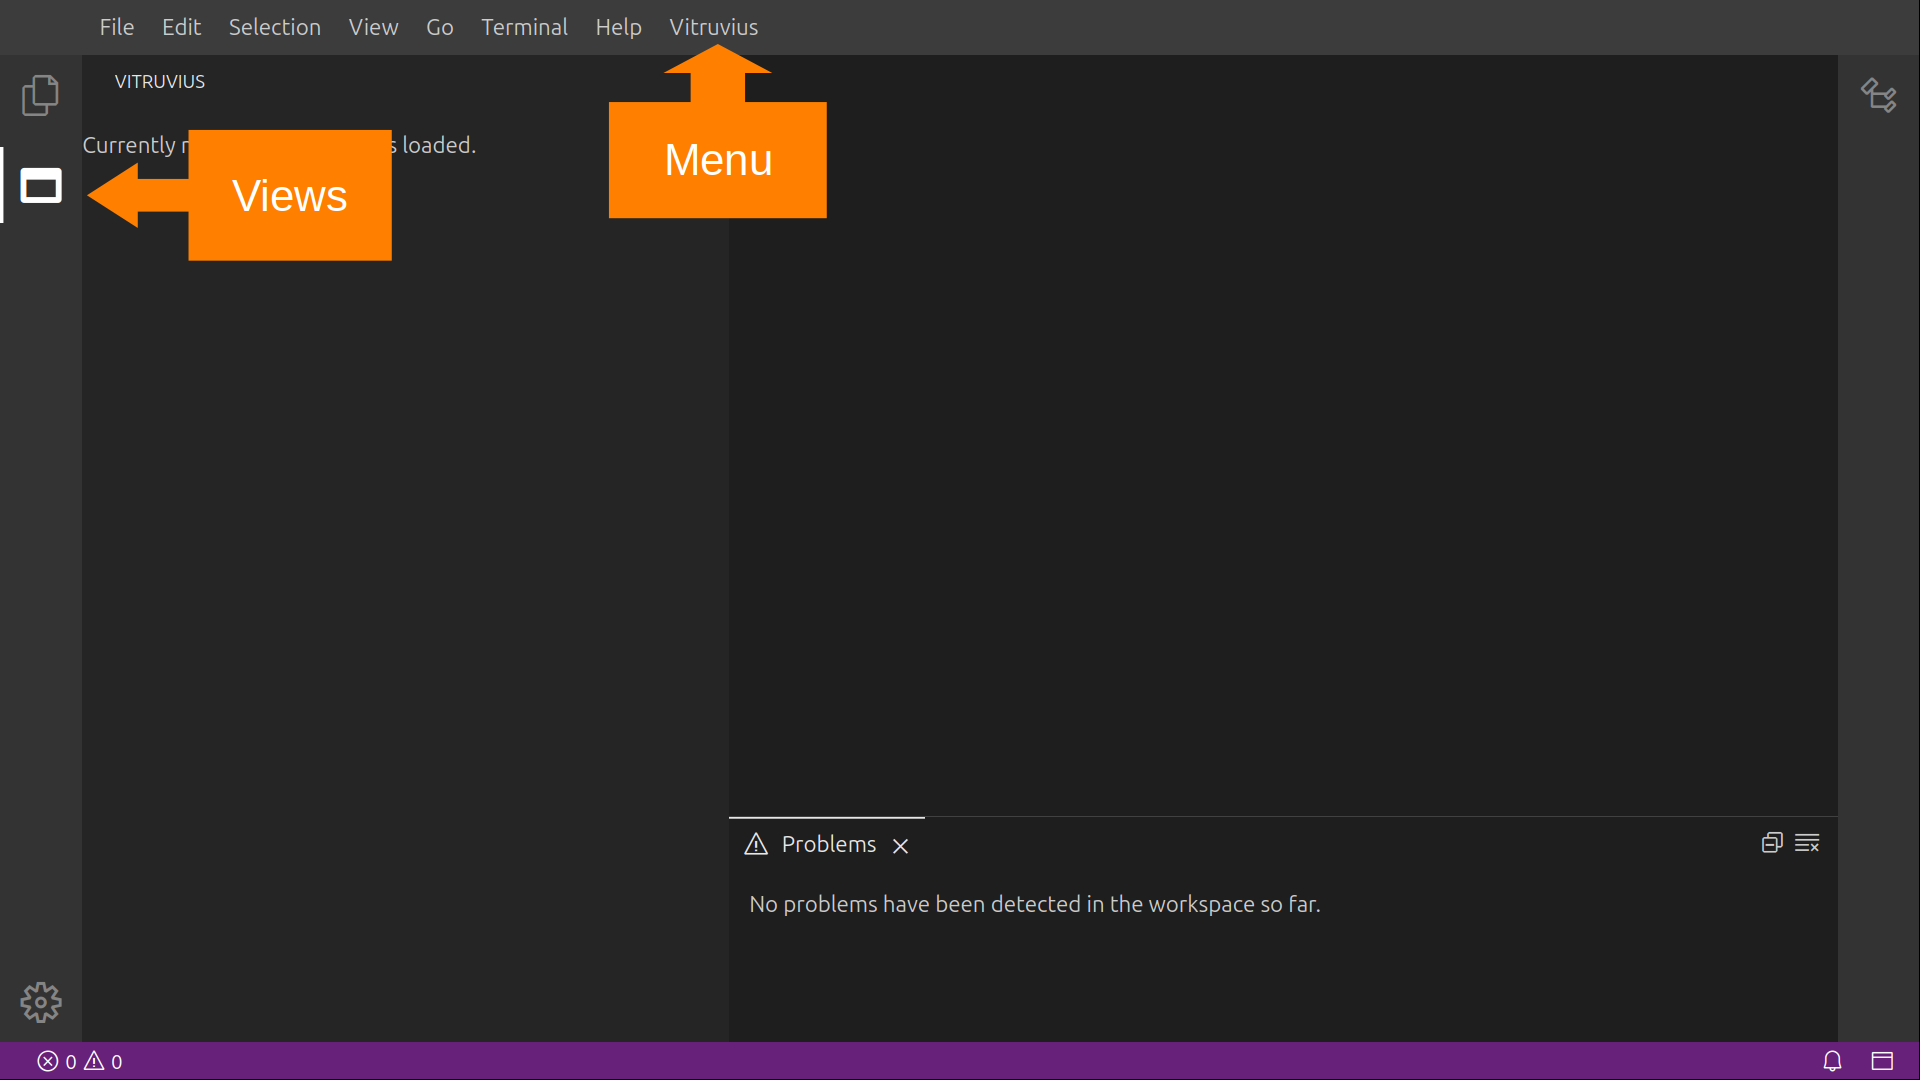 File Edit Selection View Go Terminal Help Vitruvius
VITRUVIUS
Currently loaded.
Views
Menu
Problems
No problems have been detected in the workspace so far.
0 0